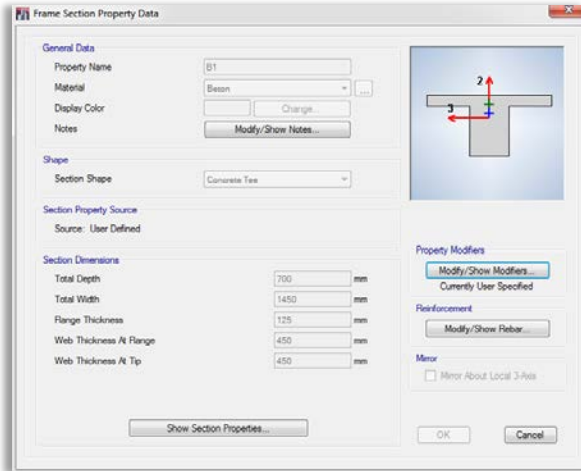 Frame Section Property Data
General Data
Property Name B1
Material Beton
Display Color Change...
Notes Modify/Show Notes...
Shape
Section Shape Concrete Tee
Section Property Source
Source: User Defined
Section Dimensions
Total Depth 700 mm
Total Width 1450 mm
Flange Thickness 125 mm
Web Thickness At Flange 450 mm
Web Thickness At Tip 450 mm
Show Section Properties...
2
3
Property Modifiers
Modify/Show Modifiers...
Currently User Specified
Reinforcement
Modify/Show Rebar...
Mirror
Mirror About Local 3-Axis
OK Cancel